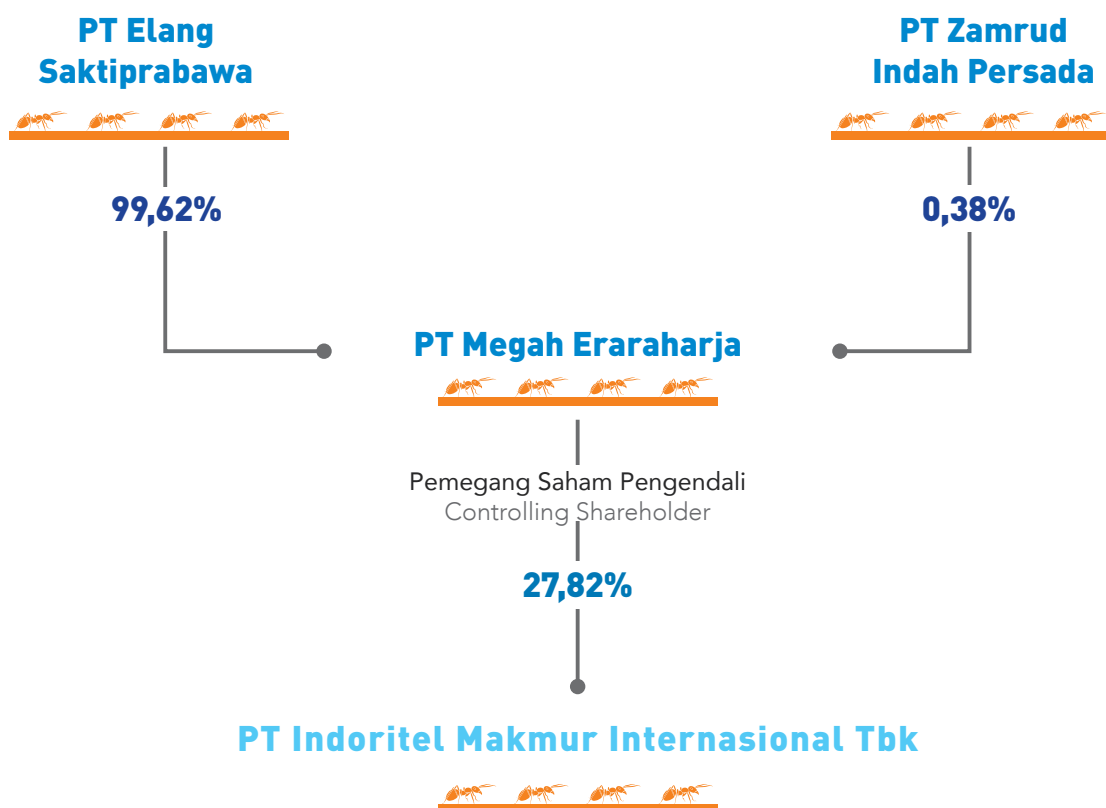 PT Elang
Saktiprabawa
PT Zamrud
Indah Persada
99,62%
0,38%
PT Megah Eraraharja
Pemegang Saham Pengendali
Controlling Shareholder
27,82%
PT Indoritel Makmur Internasional Tbk